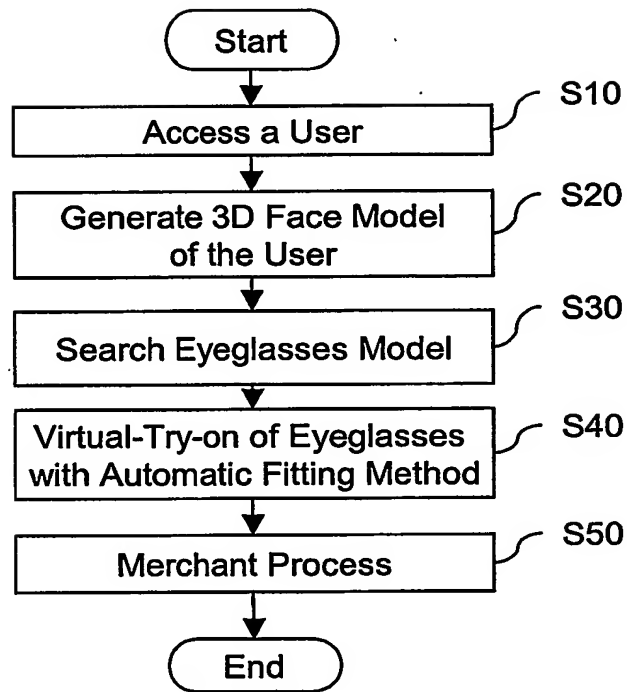 Start
S10
Access a User
S20
Generate 3D Face Model
of the User
S30
Search Eyeglasses Model
S40
Virtual-Try-on of Eyeglasses
with Automatic Fitting Method
S50
Merchant Process
End